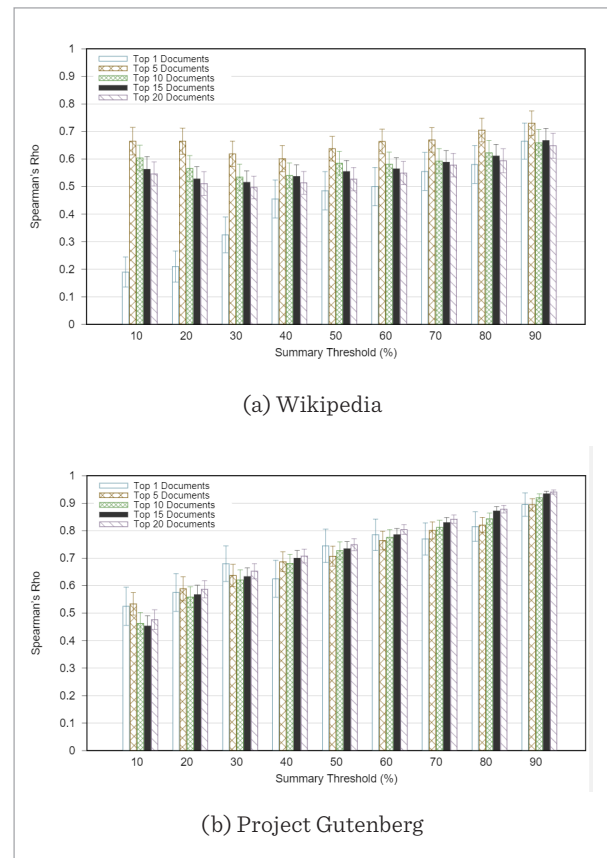 1
0.9
0.8
0.7
0.6
0.5
0.4
0.3
0.2
0.1
0
Spearman's Rho
Top 1 Documents
Top 5 Documents
Top 10 Documents
Top 15 Documents
Top 20 Documents
10 20 30 40 50 60 70 80 90
Summary Threshold (%)
(a) Wikipedia
1
0.9
0.8
0.7
0.6
0.5
0.4
0.3
0.2
0.1
0
Spearman's Rho
Top 1 Documents
Top 5 Documents
Top 10 Documents
Top 15 Documents
Top 20 Documents
10 20 30 40 50 60 70 80 90
Summary Threshold (%)
(b) Project Gutenberg